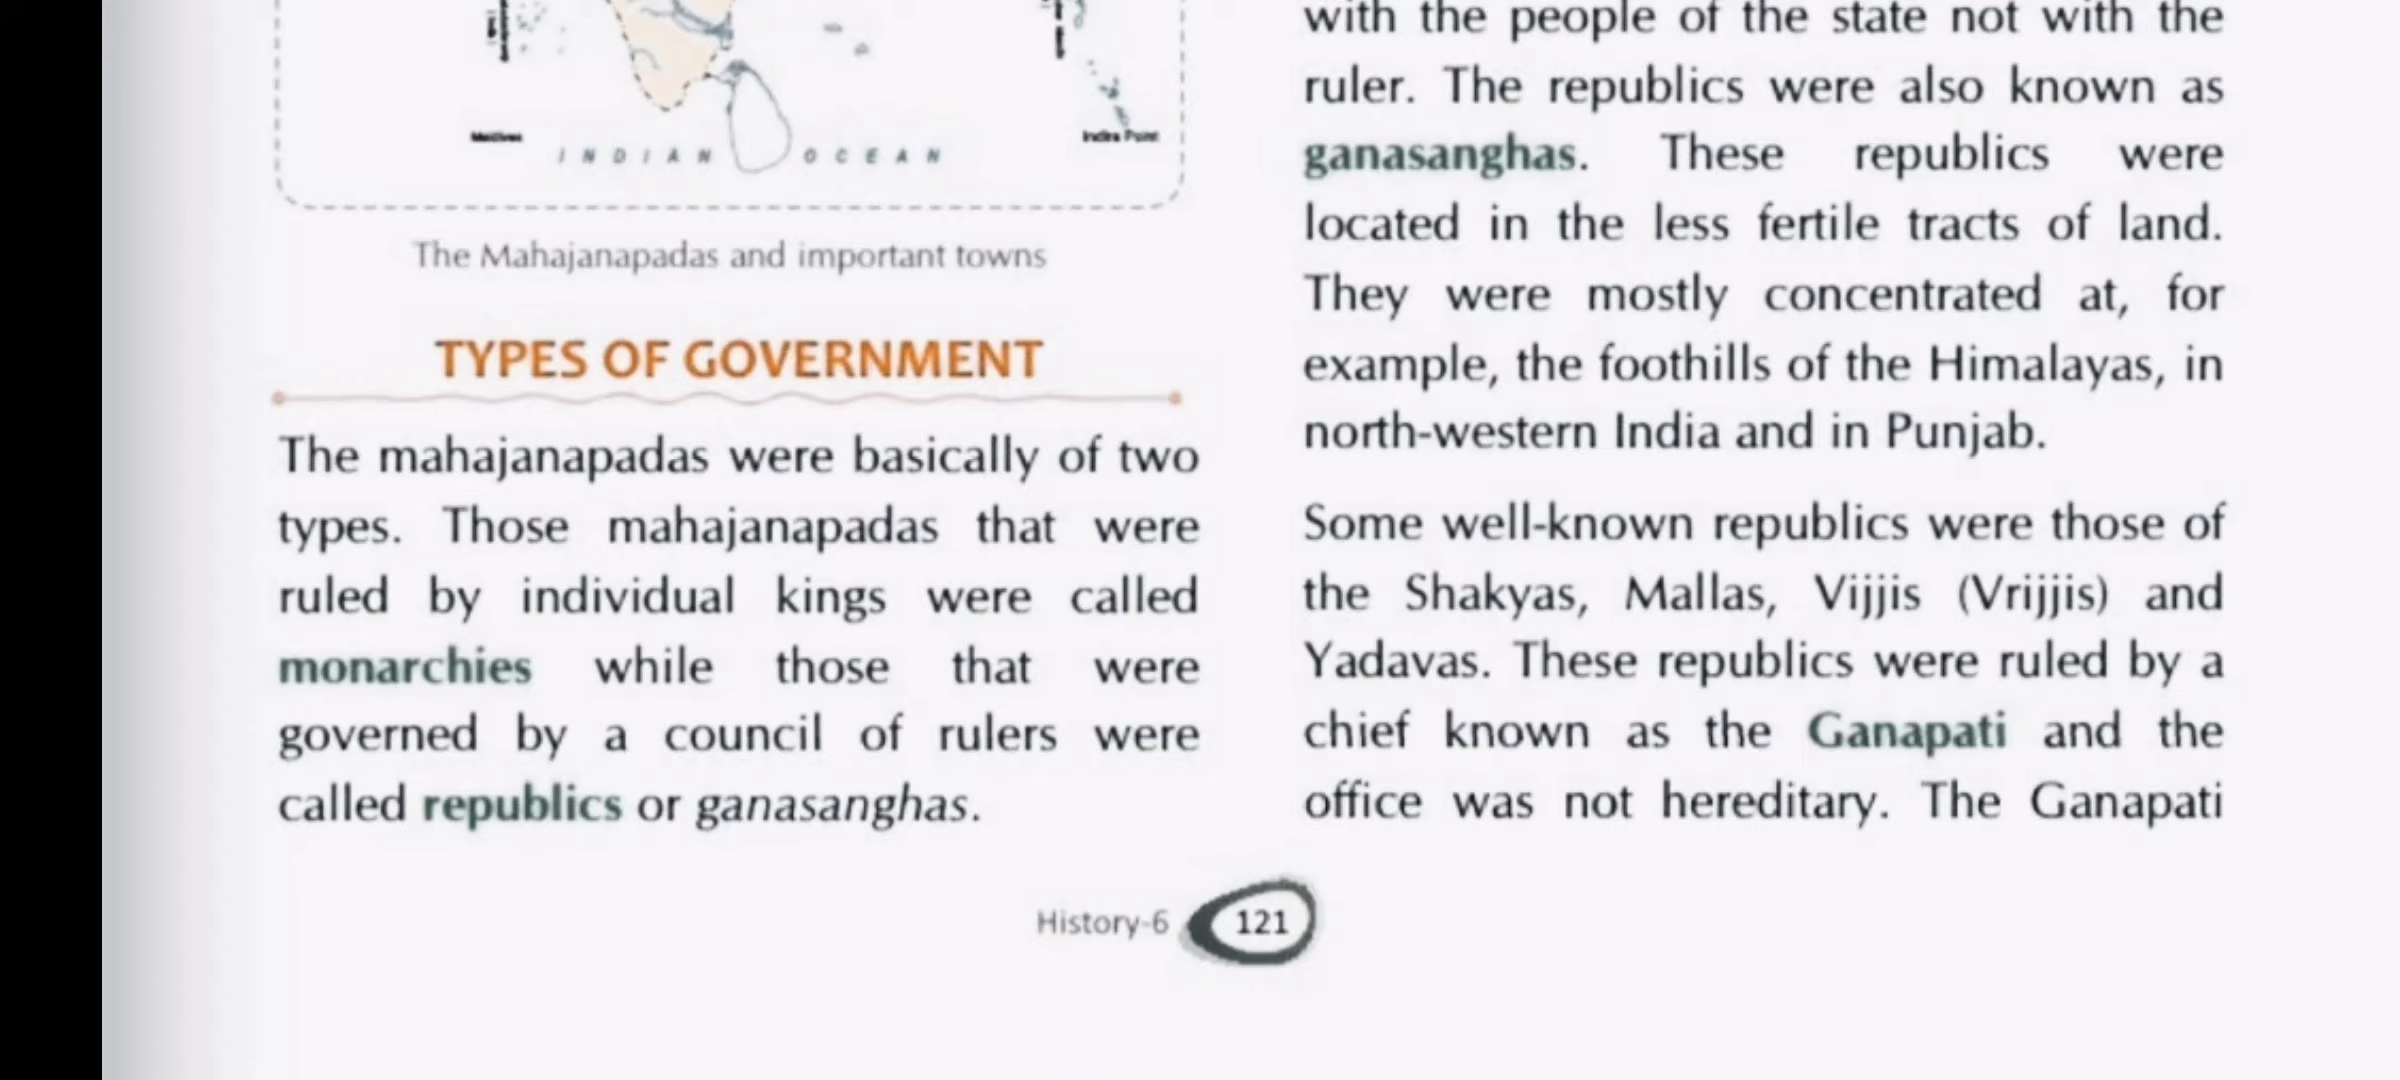 Maldives
INDIAN OCEAN
Indira Point
The Mahajanapadas and important towns
TYPES OF GOVERNMENT
The mahajanapadas were basically of two
types. Those mahajanapadas that were
ruled by individual kings were called
monarchies while those that were
governed by a council of rulers were
called republics or ganasanghas.
with the people of the state not with the
ruler. The republics were also known as
ganasanghas. These republics were
located in the less fertile tracts of land.
They were mostly concentrated at, for
example, the foothills of the Himalayas, in
north-western India and in Punjab.
Some well-known republics were those of
the Shakyas, Mallas, Vijjis (Vrijjis) and
Yadavas. These republics were ruled by a
chief known as the Ganapati and the
office was not hereditary. The Ganapati
History-6 121